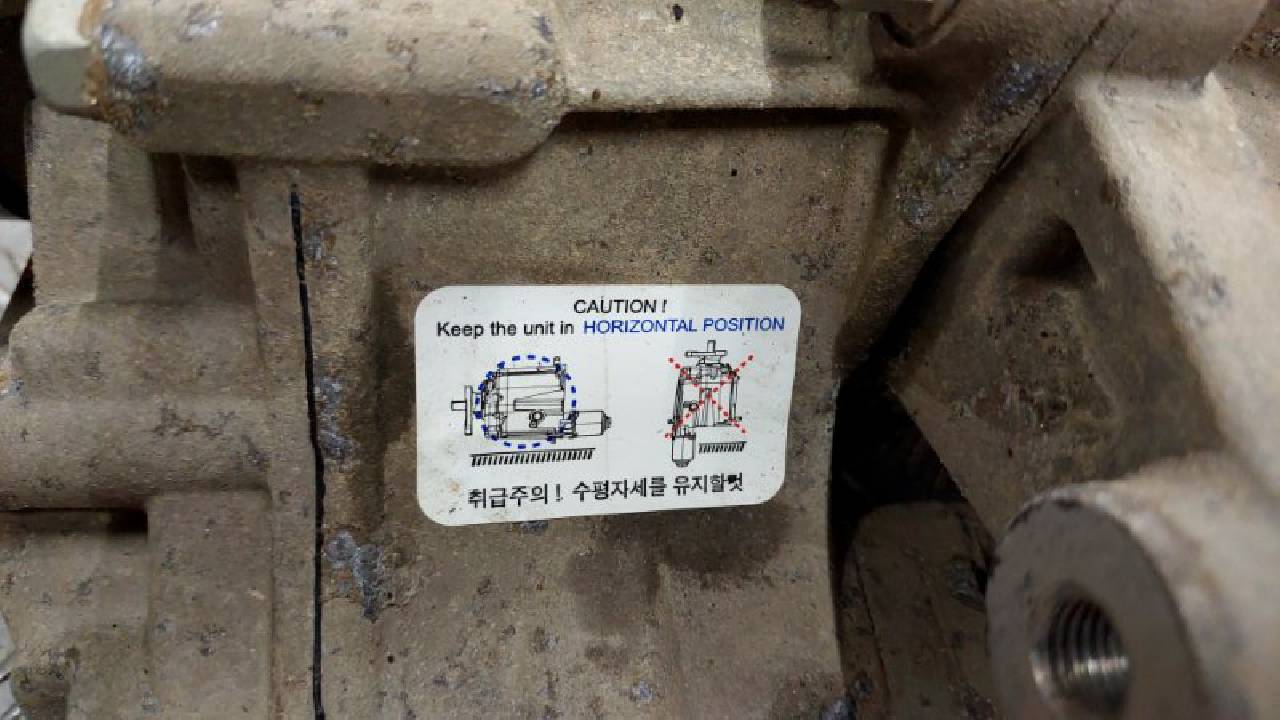 CAUTION !
Keep the unit in HORIZONTAL POSITION
취급주의 ! 수평자세를 유지할것